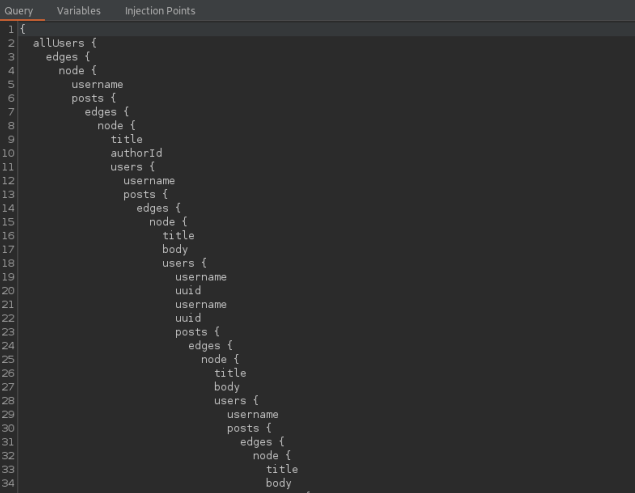 Query Variables Injection Points
1 {
2 allUsers {
3 edges {
4 node {
5 username
6 posts {
7 edges {
8 node {
9 title
10 authorId
11 users {
12 username
13 posts {
14 edges {
15 node {
16 title
17 body
18 users {
19 username
20 uuid
21 username
22 uuid
23 posts {
24 edges {
25 node {
26 title
27 body
28 users {
29 username
30 posts {
31 edges {
32 node {
33 title
34 body